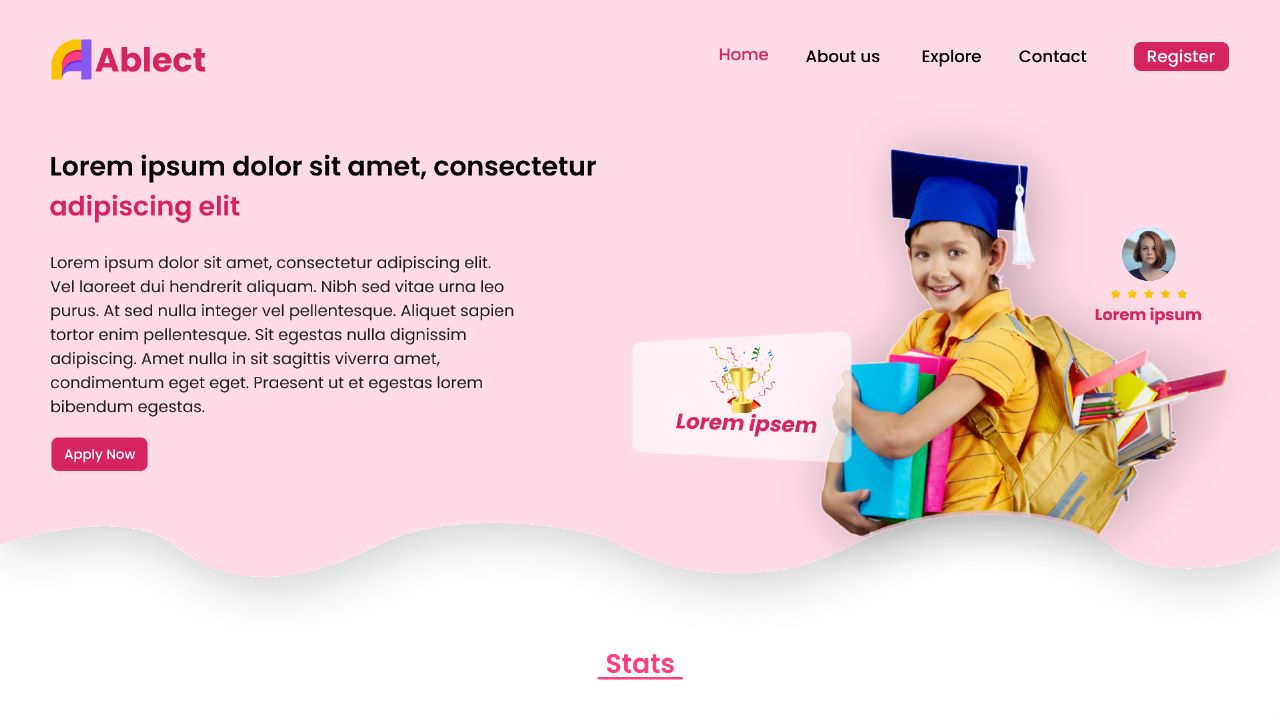 Ablect
Home
About us
Explore
Contact
Register
Lorem ipsum dolor sit amet, consectetur
adipiscing elit
Lorem ipsum dolor sit amet, consectetur adipiscing elit.
Vel laoreet dui hendrerit aliquam. Nibh sed vitae urna leo
purus. At sed nulla integer vel pellentesque. Aliquet sapien
tortor enim pellentesque. Sit egestas nulla dignissim
adipiscing. Amet nulla in sit sagittis viverra amet,
condimentum eget eget. Praesent ut et egestas lorem
bibendum egestas.
Apply Now
Lorem ipsem
Lorem ipsum
Stats